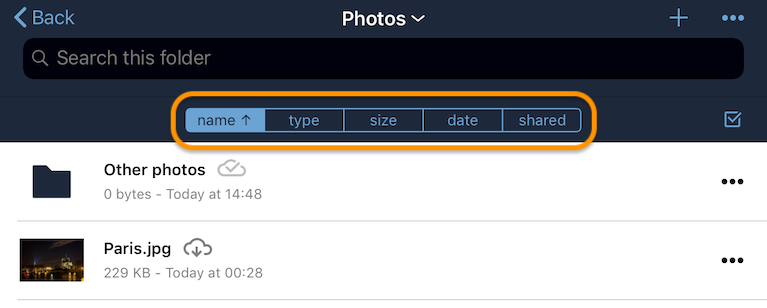 Back
Photos
Search this folder
name ↑ type size date shared
Other photos
0 bytes - Today at 14:48
Paris.jpg
229 KB - Today at 00:28